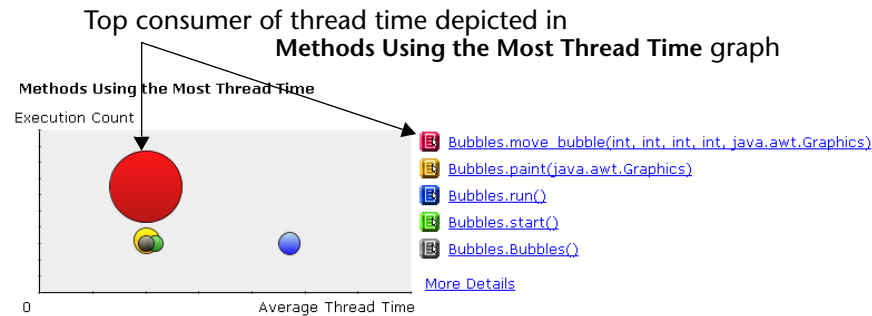 Top consumer of thread time depicted in
Methods Using the Most Thread Time graph
Methods Using the Most Thread Time
Execution Count
Bubbles.move_bubble(int, int, int, int, java.awt.Graphics)
Bubbles.paint(java.awt.Graphics)
Bubbles.run()
Bubbles.start()
Bubbles.Bubbles()
More Details
0
Average Thread Time